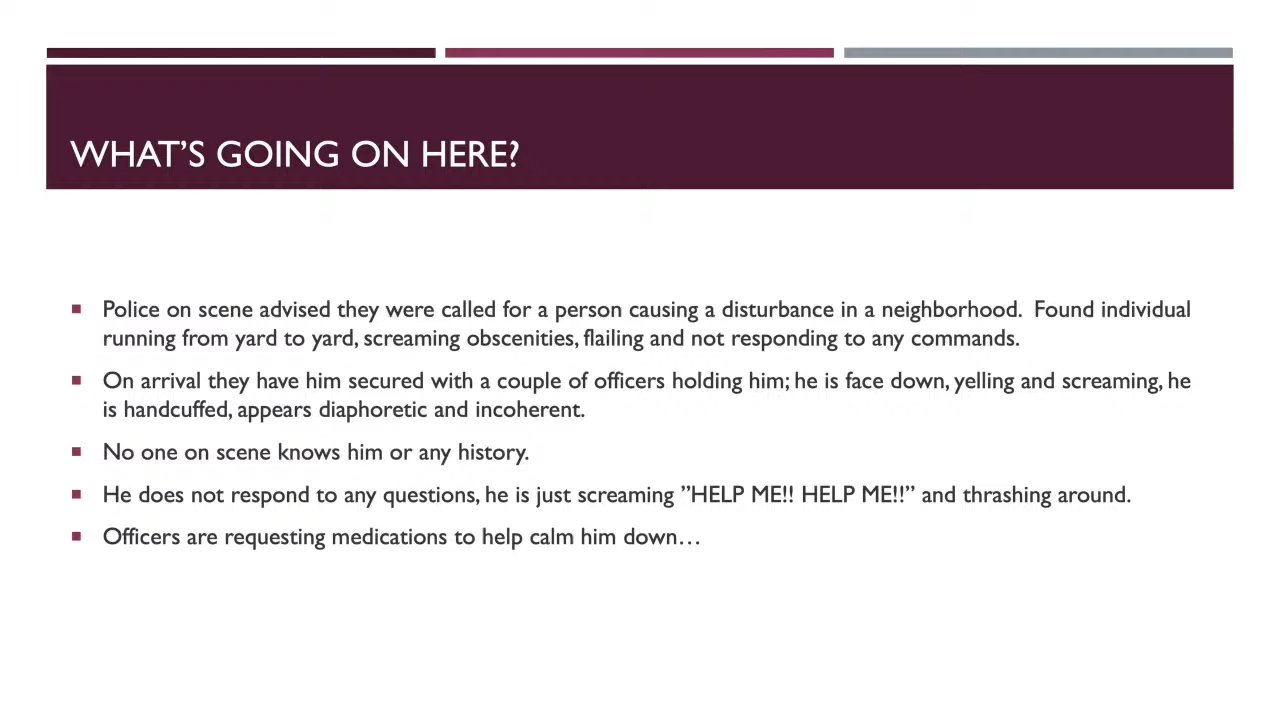 WHAT’S GOING ON HERE?
Police on scene advised they were called for a person causing a disturbance in a neighborhood.  Found individual
running from yard to yard, screaming obscenities, flailing and not responding to any commands.
On arrival they have him secured with a couple of officers holding him; he is face down, yelling and screaming, he
is handcuffed, appears diaphoretic and incoherent.
No one on scene knows him or any history.
He does not respond to any questions, he is just screaming ”HELP ME!! HELP ME!!” and thrashing around.
Officers are requesting medications to help calm him down…